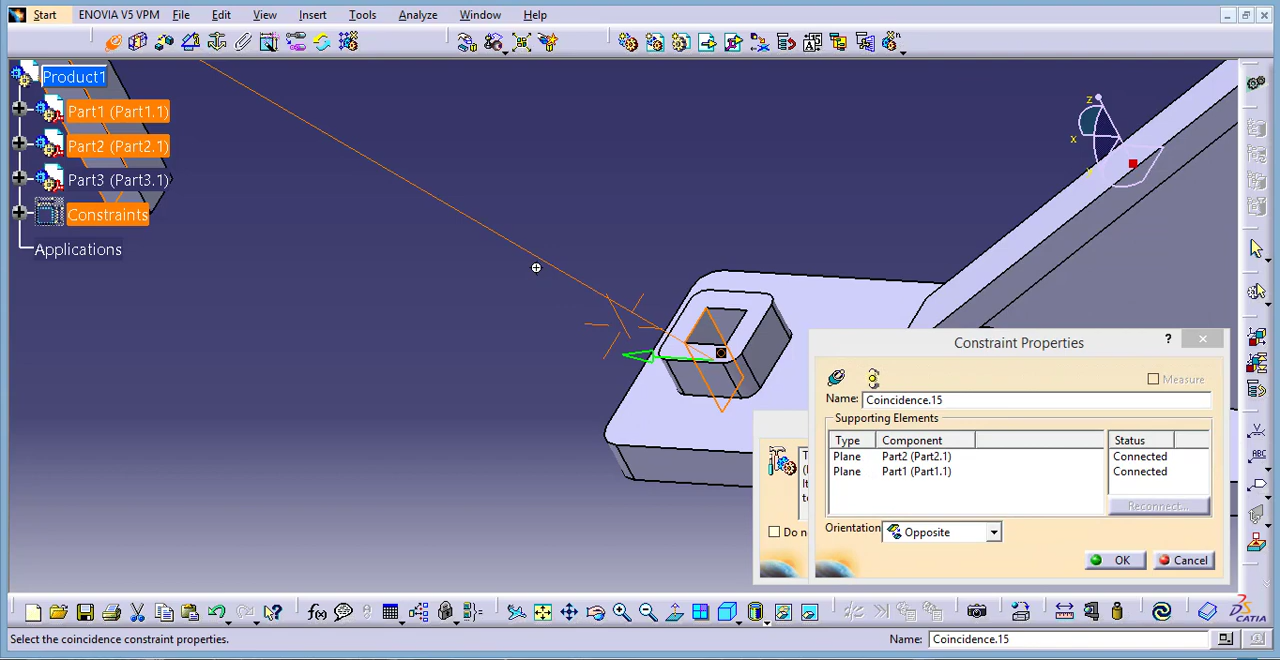 Start ENOVIA V5 VPM File Edit View Insert Tools Analyze Window Help
Product1
z
Part1 (Part1.1)
x
Part2 (Part2.1)
y
Part3 (Part3.1)
Constraints
Applications
Constraint Properties ?
Measure
Name: Coincidence.15
Supporting Elements
Type Component Status
Plane Part2 (Part2.1) Connected
Plane Part1 (Part1.1) Connected
Reconnect...
Do no
Orientation Opposite
OK Cancel
f(x)
CATIA
Select the coincidence constraint properties. Name: Coincidence.15